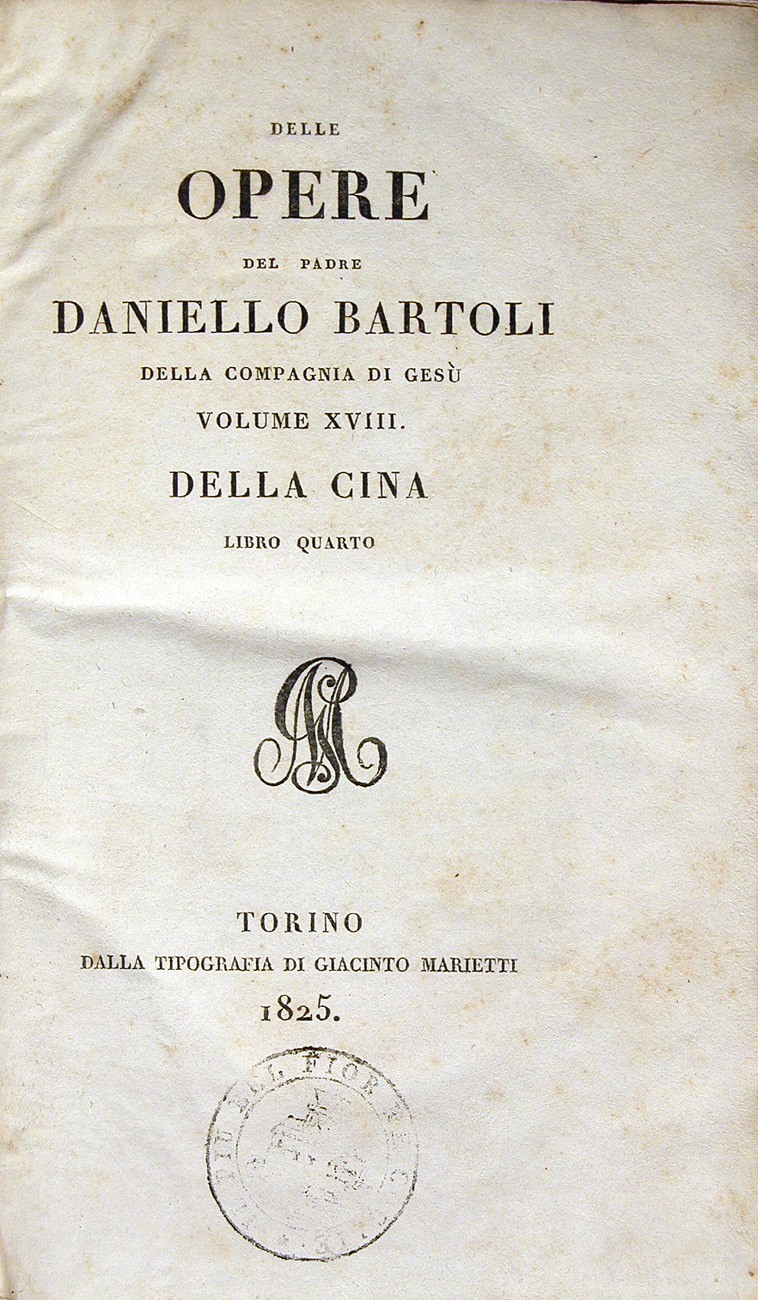 DELLE
OPERE
DEL PADRE
DANIELLO BARTOLI
DELLA COMPAGNIA DI GESÙ
VOLUME XVIII.
DELLA CINA
LIBRO QUARTO
TORINO
DALLA TIPOGRAFIA DI GIACINTO MARIETTI
1825.
FIOR